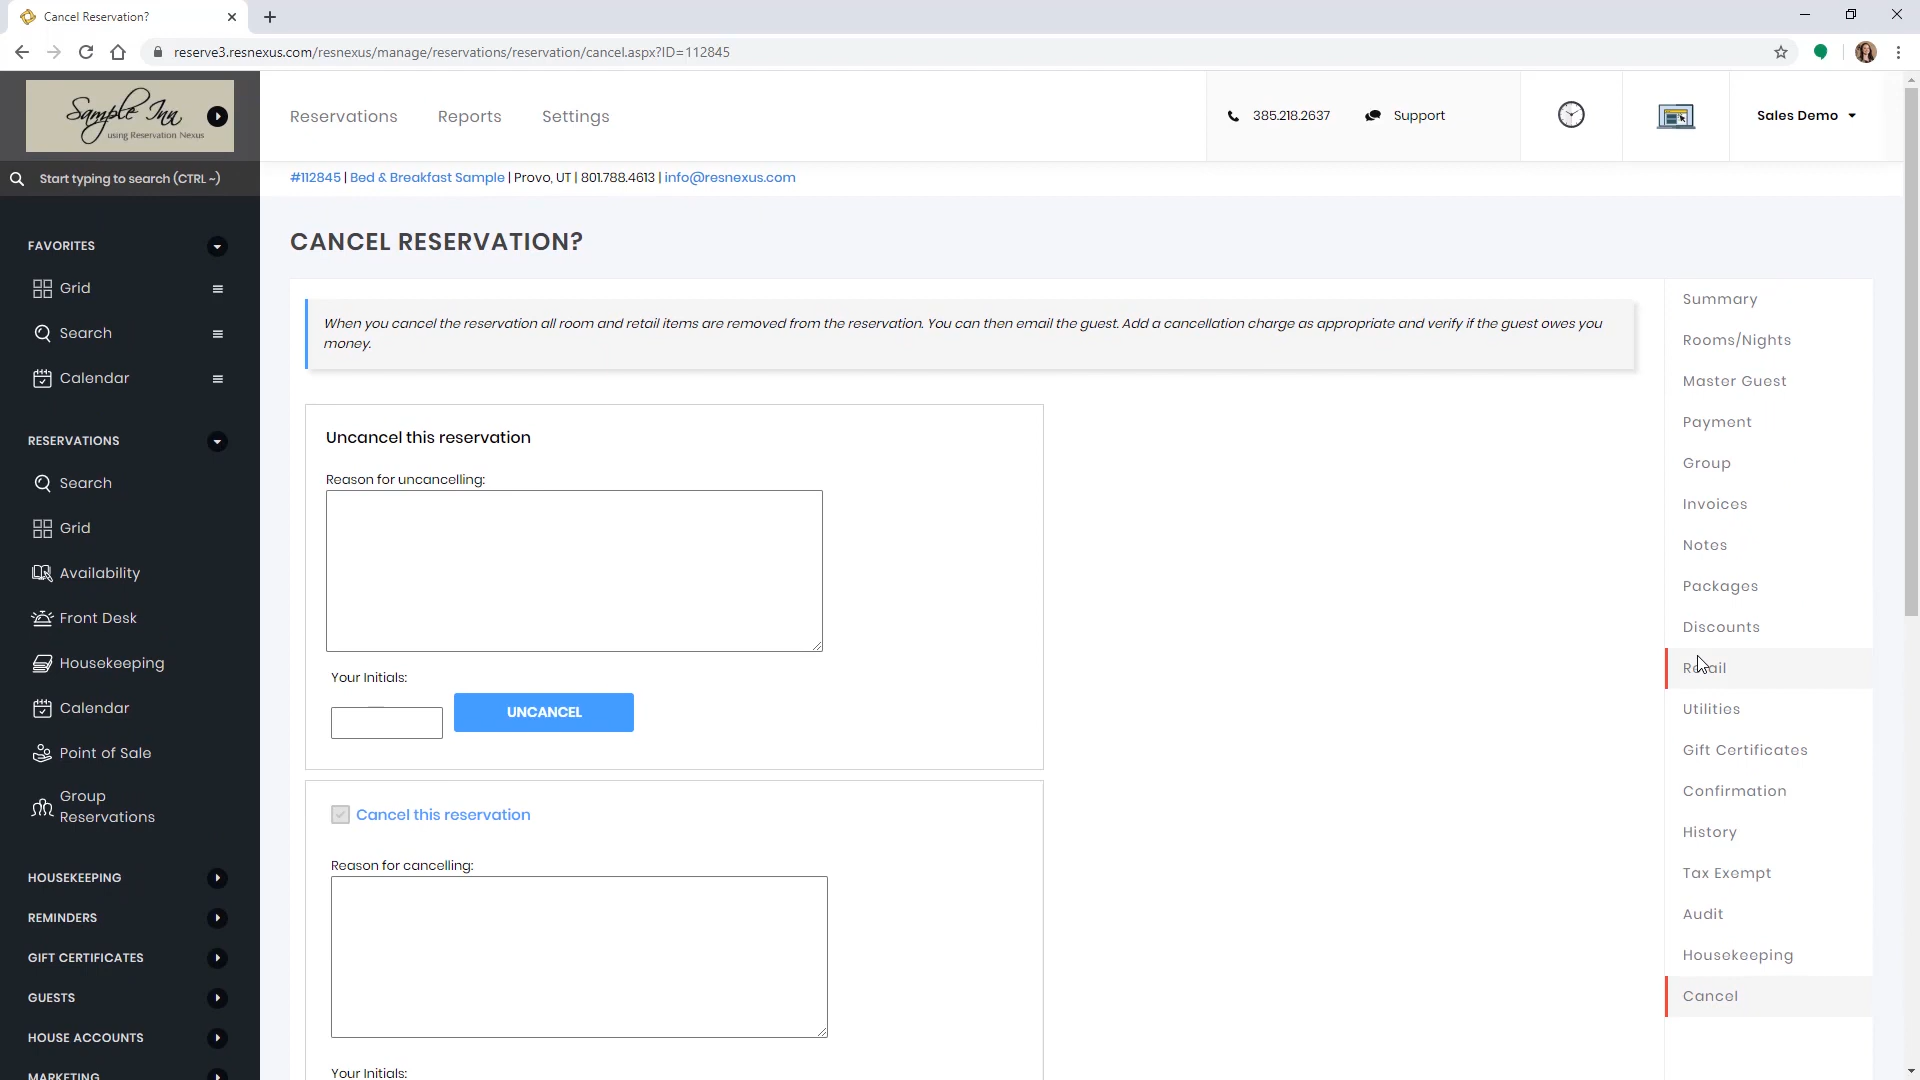 Cancel Reservation?
reserve3.resnexus.com/resnexus/manage/reservations/reservation/cancel.aspx?ID=112845
Sample Inn
using Reservation Nexus
Reservations
Reports
Settings
385.218.2637
Support
Sales Demo
Start typing to search (CTRL ~)
#112845 | Bed & Breakfast Sample | Provo, UT | 801.788.4613 | info@resnexus.com
FAVORITES
Grid
Search
Calendar
RESERVATIONS
Search
Grid
Availability
Front Desk
Housekeeping
Calendar
Point of Sale
Group
Reservations
HOUSEKEEPING
REMINDERS
GIFT CERTIFICATES
GUESTS
HOUSE ACCOUNTS
MARKETING
CANCEL RESERVATION?
When you cancel the reservation all room and retail items are removed from the reservation. You can then email the guest. Add a cancellation charge as appropriate and verify if the guest owes you
money.
Uncancel this reservation
Reason for uncancelling:
Your Initials:
UNCANCEL
Cancel this reservation
Reason for cancelling:
Your Initials:
Summary
Rooms/Nights
Master Guest
Payment
Group
Invoices
Notes
Packages
Discounts
Retail
Utilities
Gift Certificates
Confirmation
History
Tax Exempt
Audit
Housekeeping
Cancel